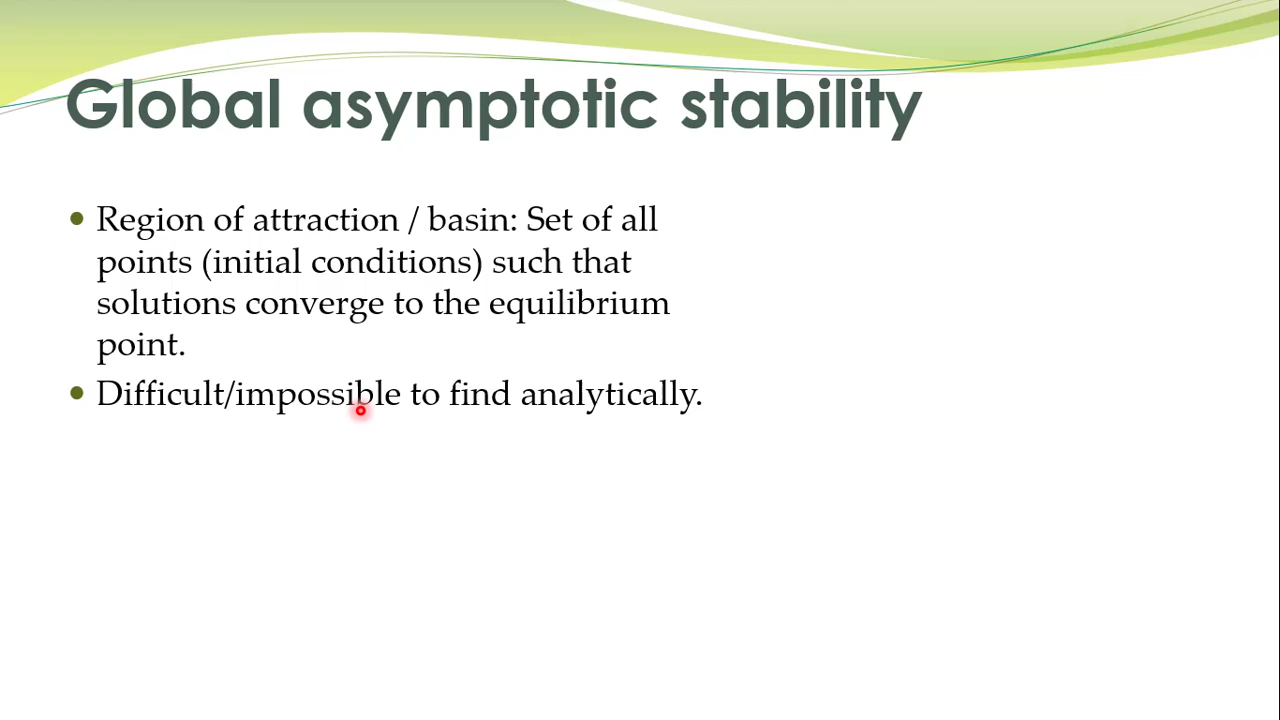 Global asymptotic stability
Region of attraction / basin: Set of all
points (initial conditions) such that
solutions converge to the equilibrium
point.
Difficult/impossible to find analytically.